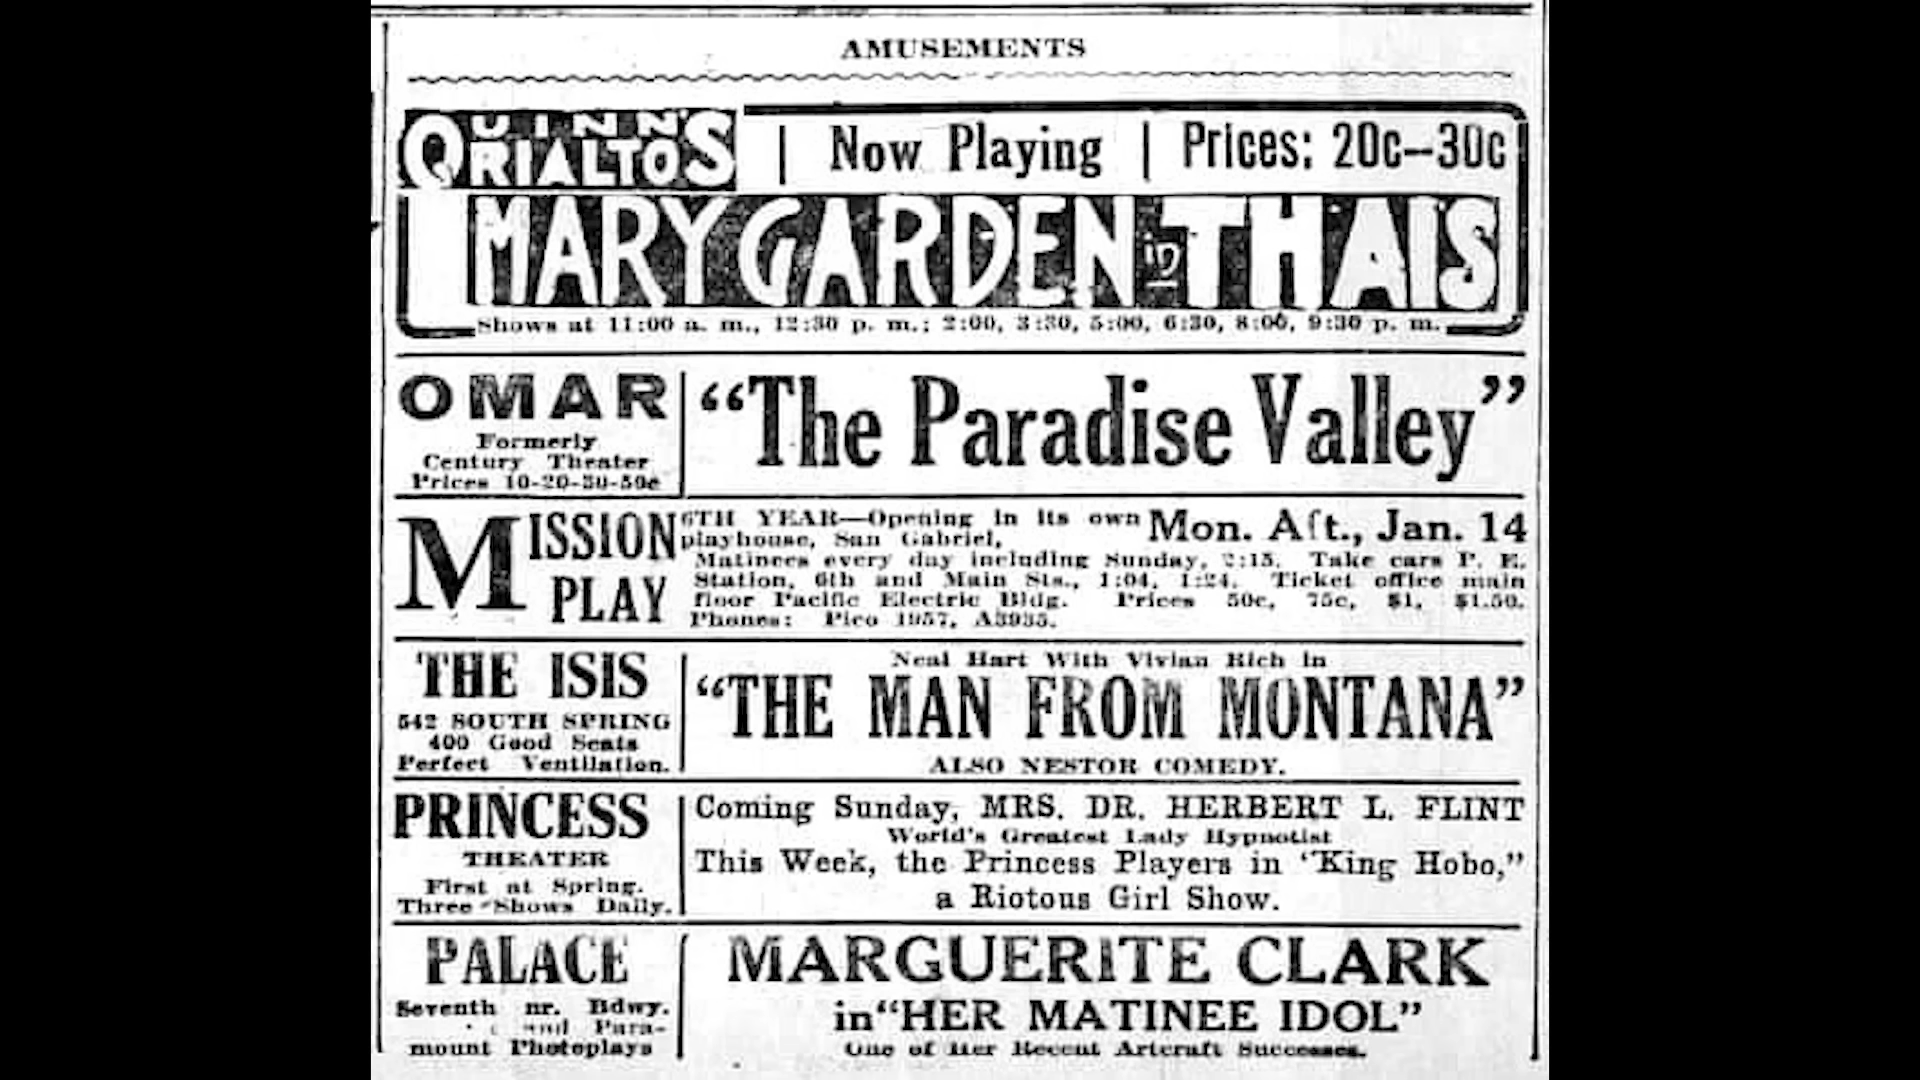 AMUSEMENTS
QUINN'S RIALTO | Now Playing | Prices: 20c—30c
MARY GARDEN in THAIS
Shows at 11:00 a. m., 12:30 p. m.; 2:00, 3:30, 5:00, 6:30, 8:00, 9:30 p. m.
OMAR
Formerly
Century Theater
Prices 10-20-30-50c
“The Paradise Valley”
MISSION
PLAY
6TH YEAR—Opening in its own
playhouse, San Gabriel,
Mon. Aft., Jan. 14
Matinees every day including Sunday, 2:15. Take cars P. E.
Station, 6th and Main Sts., 1:04, 1:24. Ticket office main
floor Pacific Electric Bldg. Prices 50c, 75c, $1, $1.50.
Phones: Pico 1957, A3935.
THE ISIS
542 SOUTH SPRING
400 Good Seats
Perfect Ventilation.
Neal Hart With Vivian Rich in
“THE MAN FROM MONTANA”
ALSO NESTOR COMEDY.
PRINCESS
THEATER
First at Spring.
Three Shows Daily.
Coming Sunday, MRS. DR. HERBERT L. FLINT
World's Greatest Lady Hypnotist
This Week, the Princess Players in “King Hobo,”
a Riotous Girl Show.
PALACE
Seventh nr. Bdwy.
and Para-
mount Photoplays
MARGUERITE CLARK
in “HER MATINEE IDOL”
One of Her Recent Artcraft Successes.